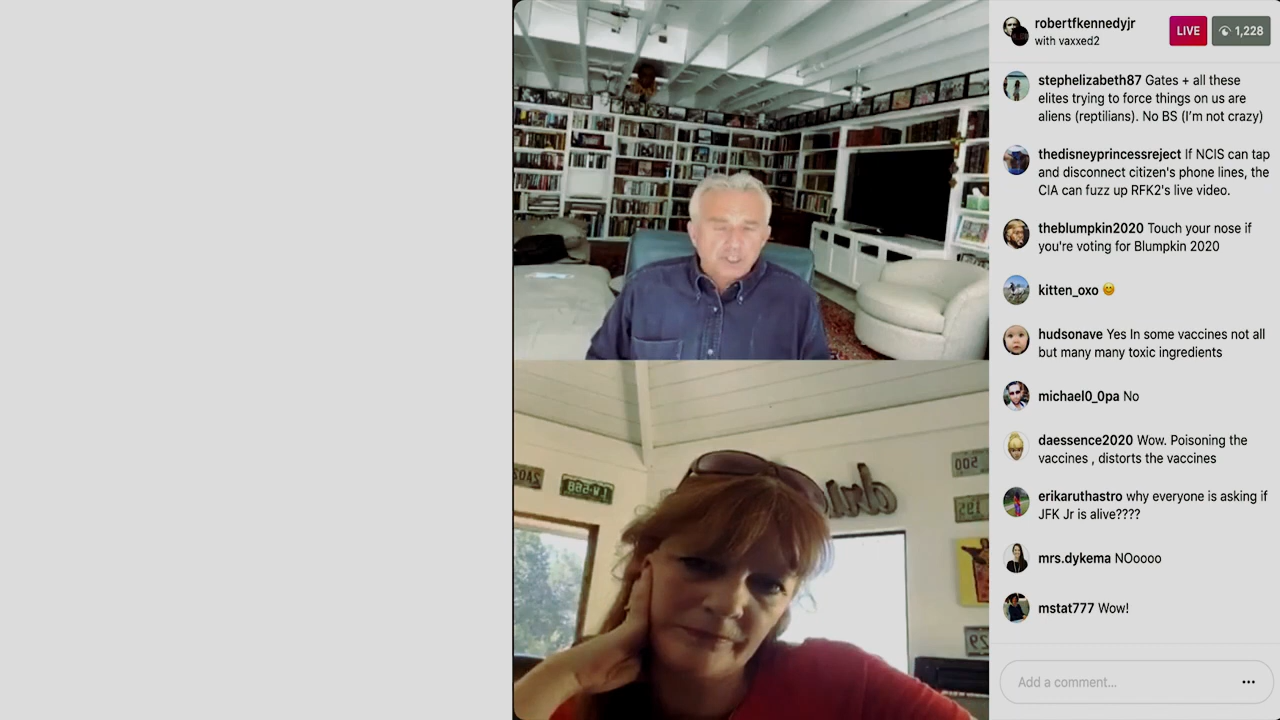 robertfkennedyjr
with vaxxed2
LIVE
1,228
stephelizabeth87 Gates + all these
elites trying to force things on us are
aliens (reptilians). No BS (I'm not crazy)
thedisneyprincessreject If NCIS can tap
and disconnect citizen's phone lines, the
CIA can fuzz up RFK2's live video.
theblumpkin2020 Touch your nose if
you're voting for Blumpkin 2020
kitten_oxo 😊
hudsonave Yes In some vaccines not all
but many many toxic ingredients
michael0_0pa No
daessence2020 Wow. Poisoning the
vaccines , distorts the vaccines
erikaruthastro why everyone is asking if
JFK Jr is alive????
mrs.dykema NOoooo
mstat777 Wow!
Add a comment...